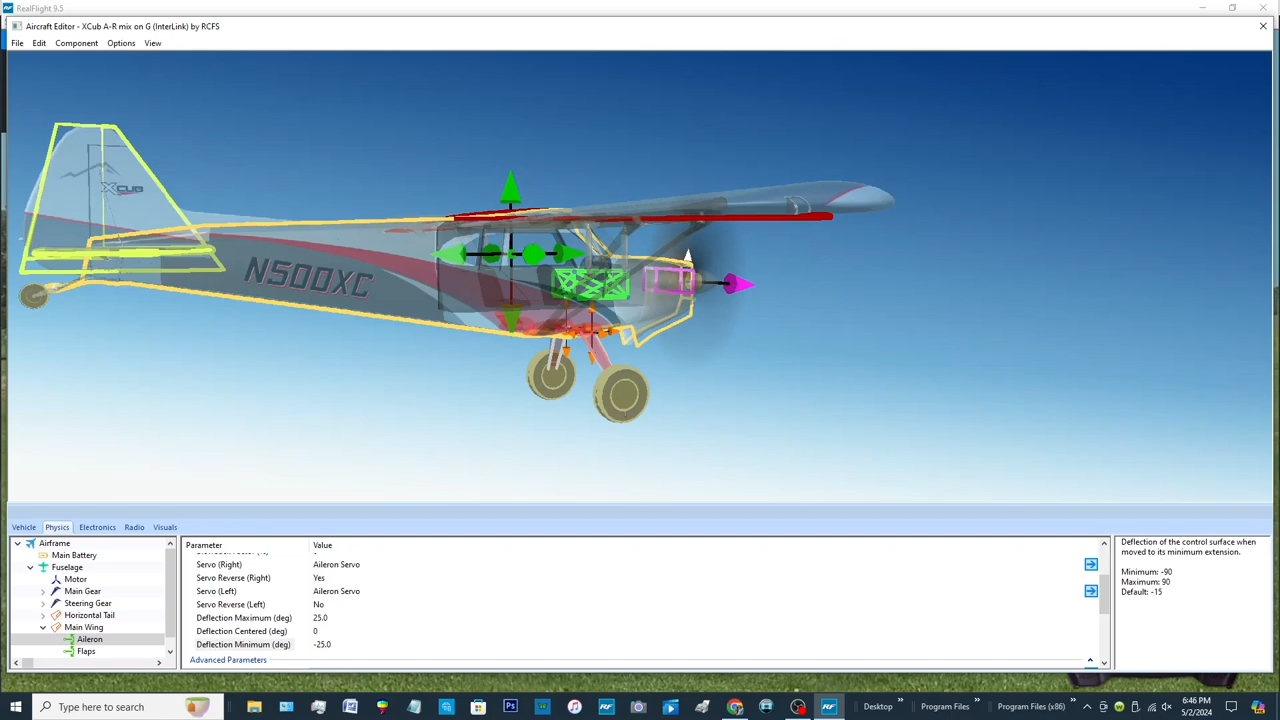 RealFlight 9.5
Aircraft Editor - XCub A-R mix on G (InterLink) by RCFS
File Edit Component Options View
XCUB
N500XC
Vehicle Physics Electronics Radio Visuals
Airframe
Main Battery
Fuselage
Motor
Main Gear
Steering Gear
Horizontal Tail
Main Wing
Aileron
Flaps
Parameter Value
Servo (Right) Aileron Servo
Servo Reverse (Right) Yes
Servo (Left) Aileron Servo
Servo Reverse (Left) No
Deflection Maximum (deg) 25.0
Deflection Centered (deg) 0
Deflection Minimum (deg) -25.0
Advanced Parameters
Deflection of the control surface when
moved to its minimum extension.
Minimum: -90
Maximum: 90
Default: -15
Type here to search
Desktop
Program Files
Program Files (x86)
6:46 PM
5/2/2024